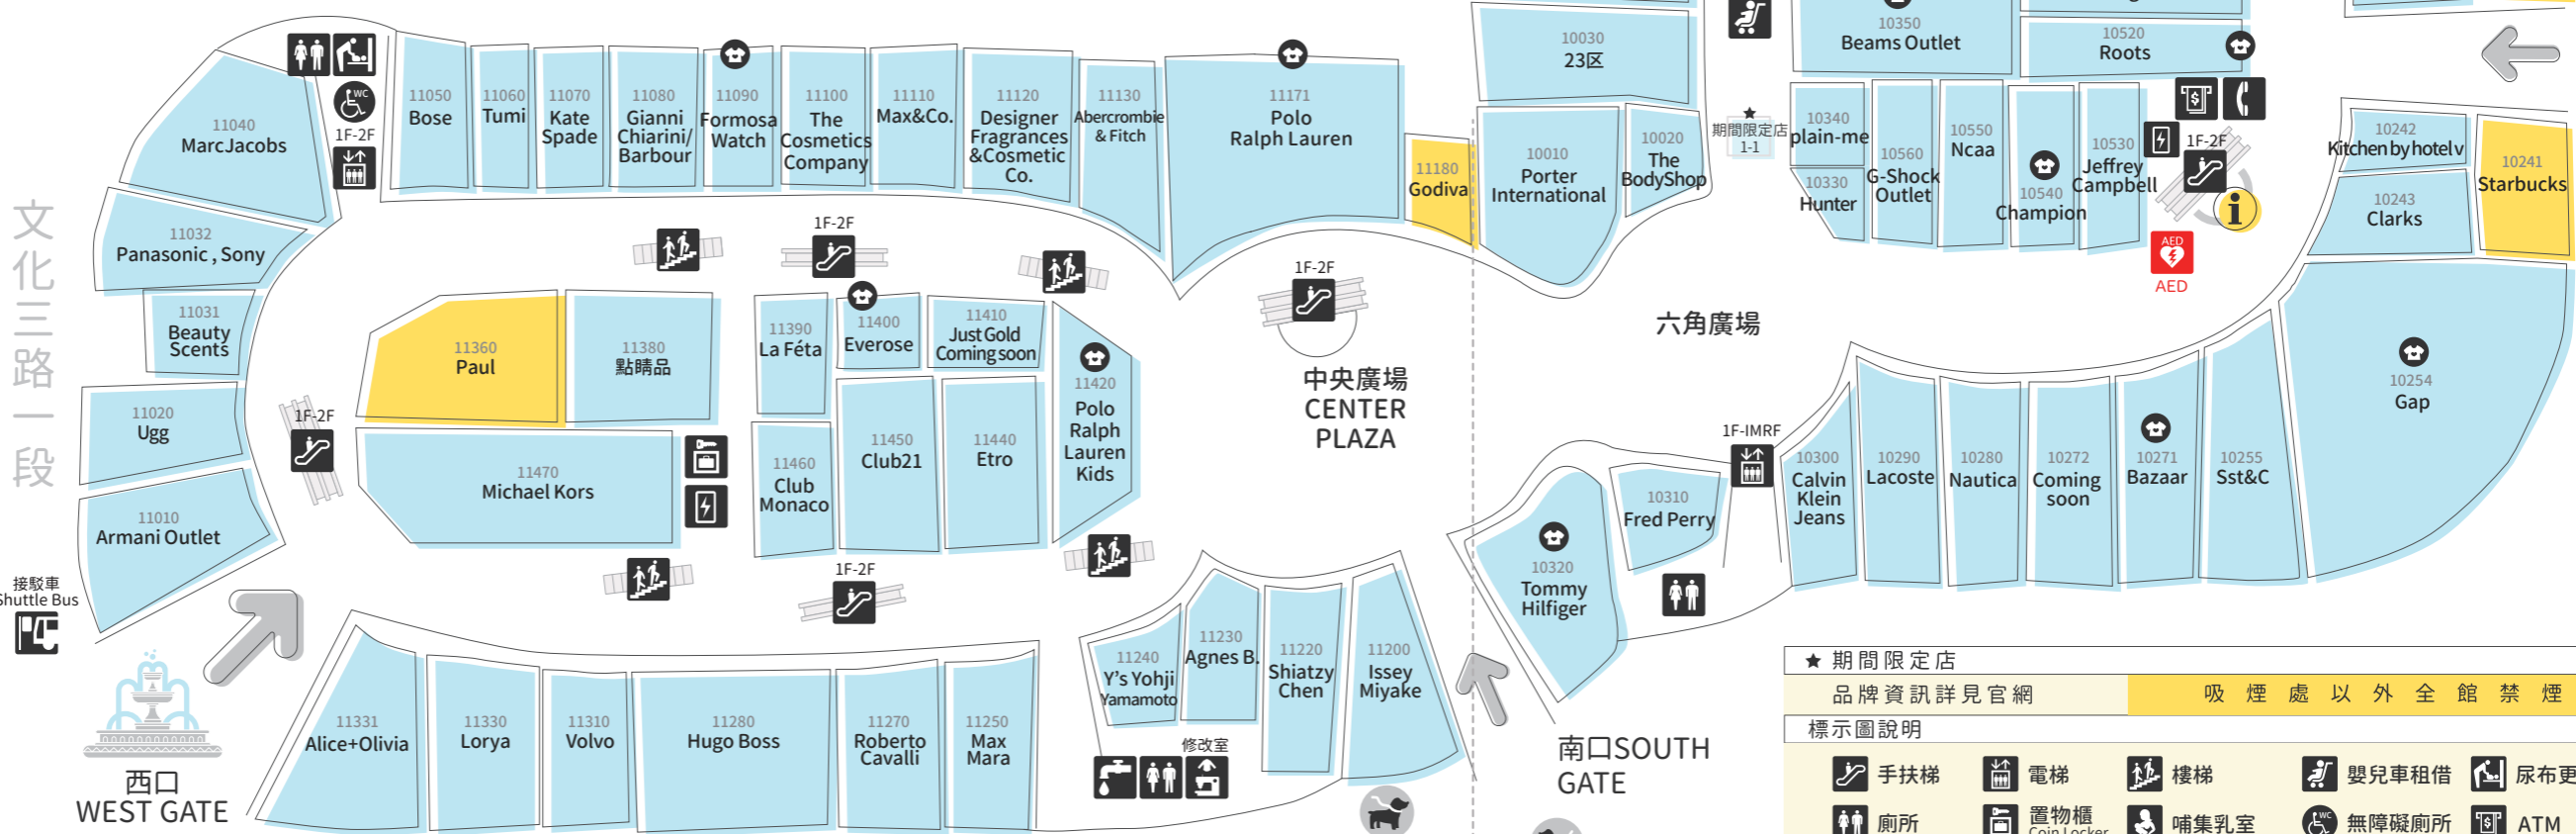 文化三路一段
1F-2F
11040
MarcJacobs
11032
Panasonic , Sony
11031
Beauty
Scents
11020
Ugg
11010
Armani Outlet
接駁車
Shuttle Bus
西口
WEST GATE
11050
Bose
11060
Tumi
11070
Kate
Spade
11080
Gianni
Chiarini/
Barbour
11090
Formosa
Watch
11100
The
Cosmetics
Company
11110
Max&Co.
11120
Designer
Fragrances
&Cosmetic
Co.
11130
Abercrombie
& Fitch
11171
Polo
Ralph Lauren
11180
Godiva
1F-2F
1F-2F
1F-2F
1F-2F
11360
Paul
11380
點睛品
11470
Michael Kors
11390
La Féta
11400
Everose
11410
Just Gold
Coming soon
11420
Polo
Ralph
Lauren
Kids
11460
Club
Monaco
11450
Club21
11440
Etro
中央廣場
CENTER
PLAZA
11331
Alice+Olivia
11330
Lorya
11310
Volvo
11280
Hugo Boss
11270
Roberto
Cavalli
11250
Max
Mara
11240
Y's Yohji
Yamamoto
11230
Agnes B.
11220
Shiatzy
Chen
11200
Issey
Miyake
修改室
10030
23区
10010
Porter
International
10020
The
BodyShop
★
期間限定店
1-1
10350
Beams Outlet
10520
Roots
10340
plain-me
10330
Hunter
10560
G-Shock
Outlet
10550
Ncaa
10540
Champion
10530
Jeffrey
Campbell
1F-2F
AED
AED
10242
Kitchen by hotel v
10243
Clarks
10241
Starbucks
六角廣場
10254
Gap
1F-IMRF
10320
Tommy
Hilfiger
10310
Fred Perry
10300
Calvin
Klein
Jeans
10290
Lacoste
10280
Nautica
10272
Coming
soon
10271
Bazaar
10255
Sst&C
南口SOUTH
GATE
★ 期間限定店
品牌資訊詳見官網
吸煙處以外全館禁煙
標示圖說明
手扶梯
電梯
樓梯
嬰兒車租借
尿布更
廁所
置物櫃
Coin Locker
哺集乳室
無障礙廁所
ATM